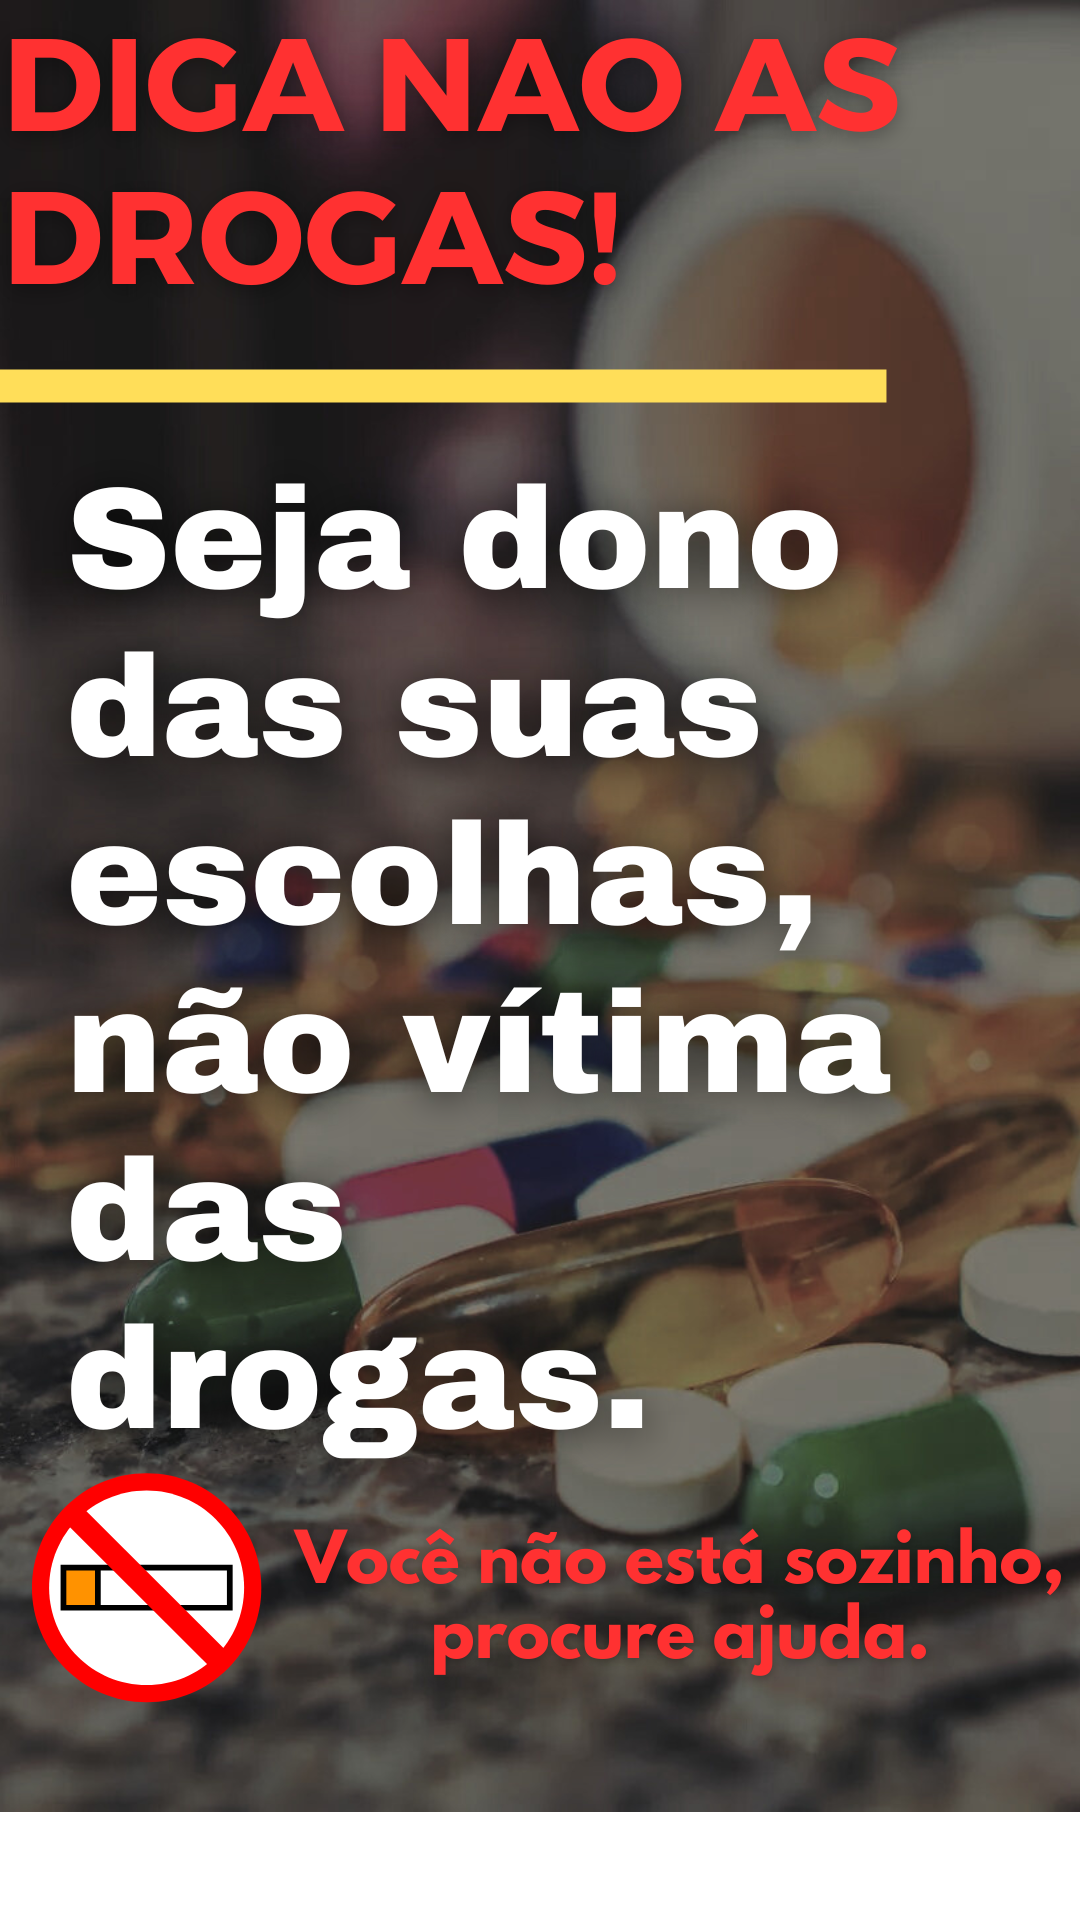 DIGA NAO AS
DROGAS!
Seja dono
das suas
escolhas,
não vítima
das
drogas.
Você não está sozinho,
procure ajuda.